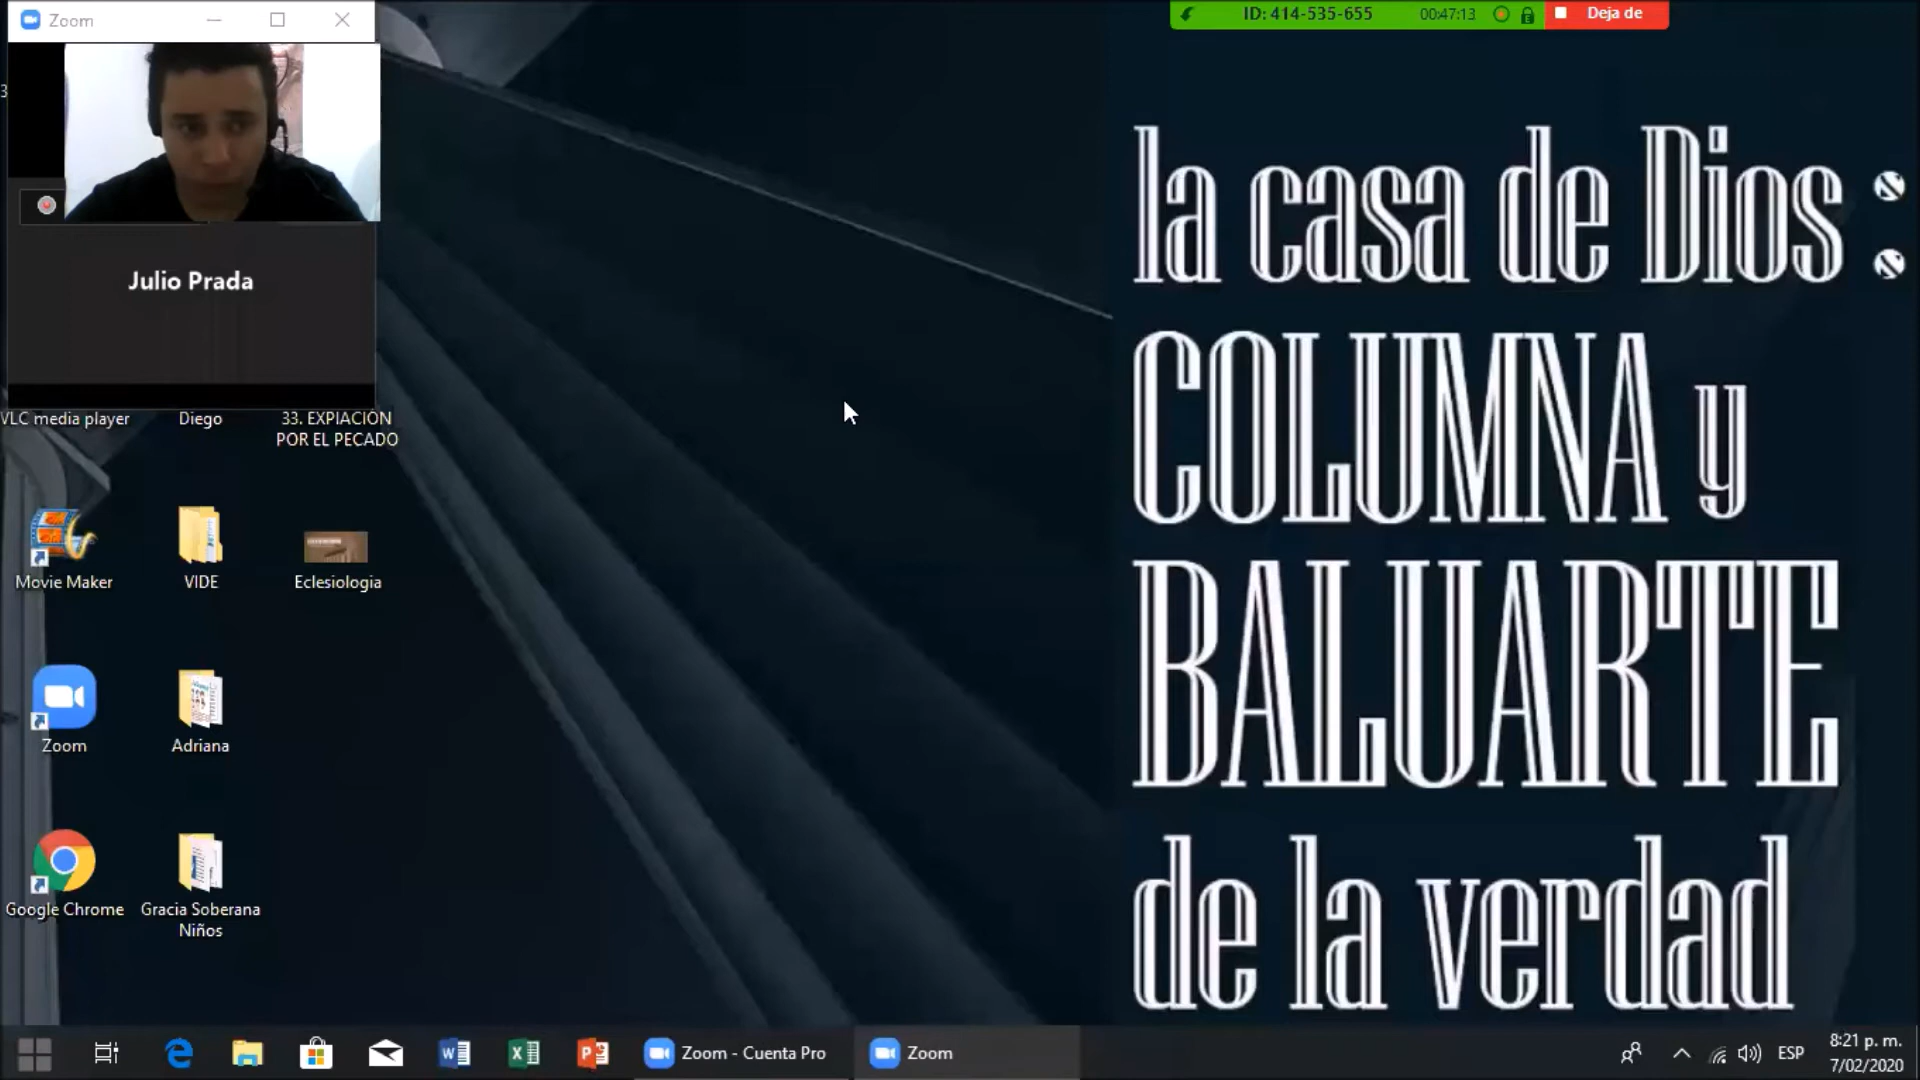 Zoom
ID: 414-535-655
00:47:13
Deja de
Julio Prada
la casa de Dios :
COLUMNA y
BALUARTE
de la verdad
VLC media player
Diego
33. EXPIACIÓN
POR EL PECADO
Movie Maker
VIDE
Eclesiologia
Zoom
Adriana
Google Chrome
Gracia Soberana
Niños
Zoom - Cuenta Pro
Zoom
ESP
8:21 p. m.
7/02/2020